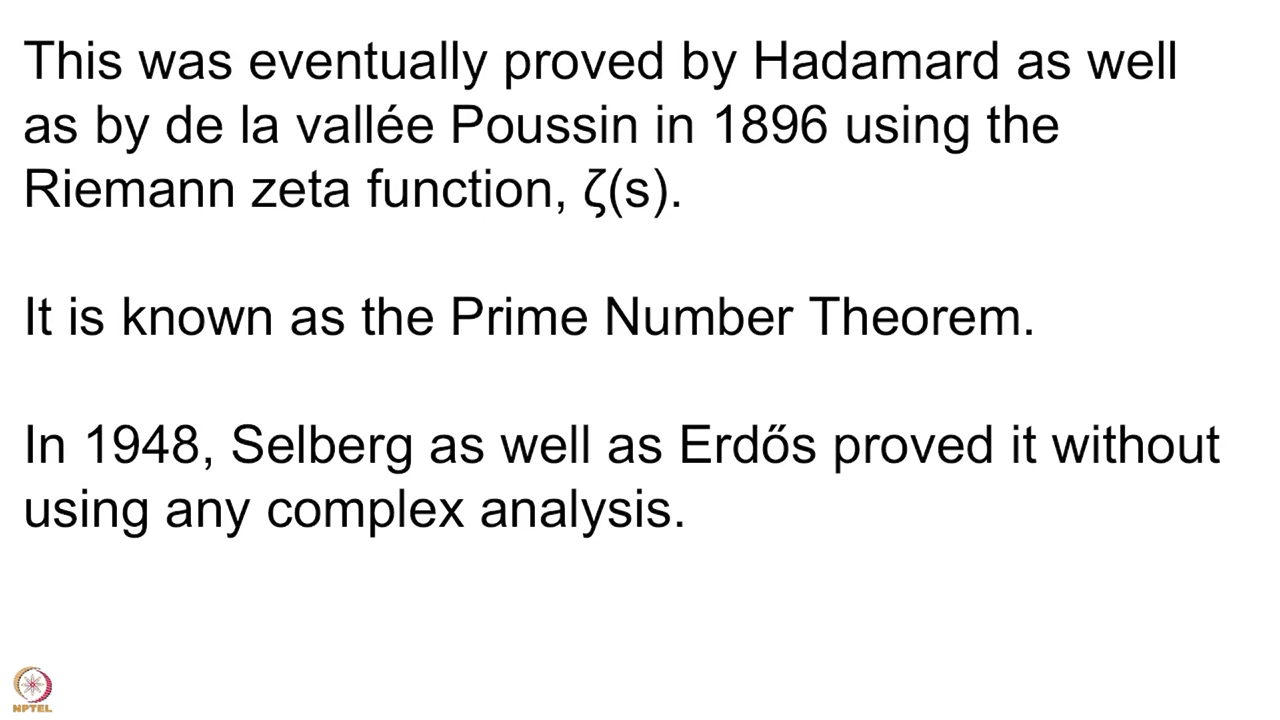 This was eventually proved by Hadamard as well
as by de la vallée Poussin in 1896 using the
Riemann zeta function, ζ(s).
It is known as the Prime Number Theorem.
In 1948, Selberg as well as Erdős proved it without
using any complex analysis.
NPTEL